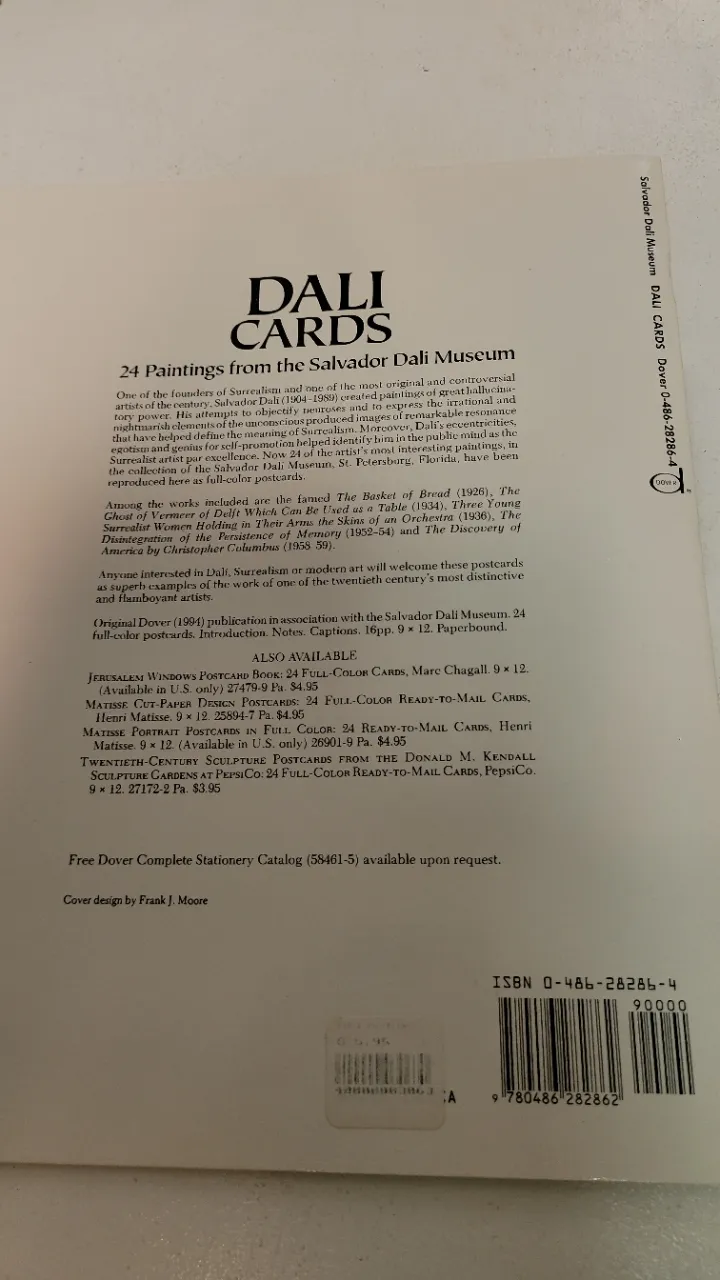 DALI
CARDS
24 Paintings from the Salvador Dali Museum
One of the founders of Surrealism and one of the most original and controversial
artists of the century, Salvador Dali (1904–1989) created paintings of great hallucina-
tory power. His attempts to objectify neuroses and to express the irrational and
nightmarish elements of the unconscious produced images of remarkable resonance
that have helped define the meaning of Surrealism. Moreover, Dali's eccentricities,
egotism and genius for self-promotion helped identify him in the public mind as the
Surrealist artist par excellence. Now 24 of the artist's most interesting paintings, in
the collection of the Salvador Dali Museum, St. Petersburg, Florida, have been
reproduced here as full-color postcards.
Among the works included are the famed The Basket of Bread (1926), The
Ghost of Vermeer of Delft Which Can Be Used as a Table (1934), Three Young
Surrealist Women Holding in Their Arms the Skins of an Orchestra (1936), The
Disintegration of the Persistence of Memory (1952–54) and The Discovery of
America by Christopher Columbus (1958–59).
Anyone interested in Dali, Surrealism or modern art will welcome these postcards
as superb examples of the work of one of the twentieth century's most distinctive
and flamboyant artists.
Original Dover (1994) publication in association with the Salvador Dali Museum. 24
full-color postcards. Introduction. Notes. Captions. 16pp. 9 × 12. Paperbound.
ALSO AVAILABLE
JERUSALEM WINDOWS POSTCARD BOOK: 24 FULL-COLOR CARDS, Marc Chagall. 9 × 12.
(Available in U.S. only) 27479-9 Pa. $4.95
MATISSE CUT-PAPER DESIGN POSTCARDS: 24 FULL-COLOR READY-TO-MAIL CARDS,
Henri Matisse. 9 × 12. 25894-7 Pa. $4.95
MATISSE PORTRAIT POSTCARDS IN FULL COLOR: 24 READY-TO-MAIL CARDS, Henri
Matisse. 9 × 12. (Available in U.S. only) 26901-9 Pa. $4.95
TWENTIETH-CENTURY SCULPTURE POSTCARDS FROM THE DONALD M. KENDALL
SCULPTURE GARDENS AT PEPSICO: 24 FULL-COLOR READY-TO-MAIL CARDS, PepsiCo.
9 × 12. 27172-2 Pa. $3.95
Free Dover Complete Stationery Catalog (58461-5) available upon request.
Cover design by Frank J. Moore
ISBN 0-486-28286-4
90000
9 780486 282862
Salvador Dali Museum DALI CARDS Dover 0-486-28286-4
DOVER